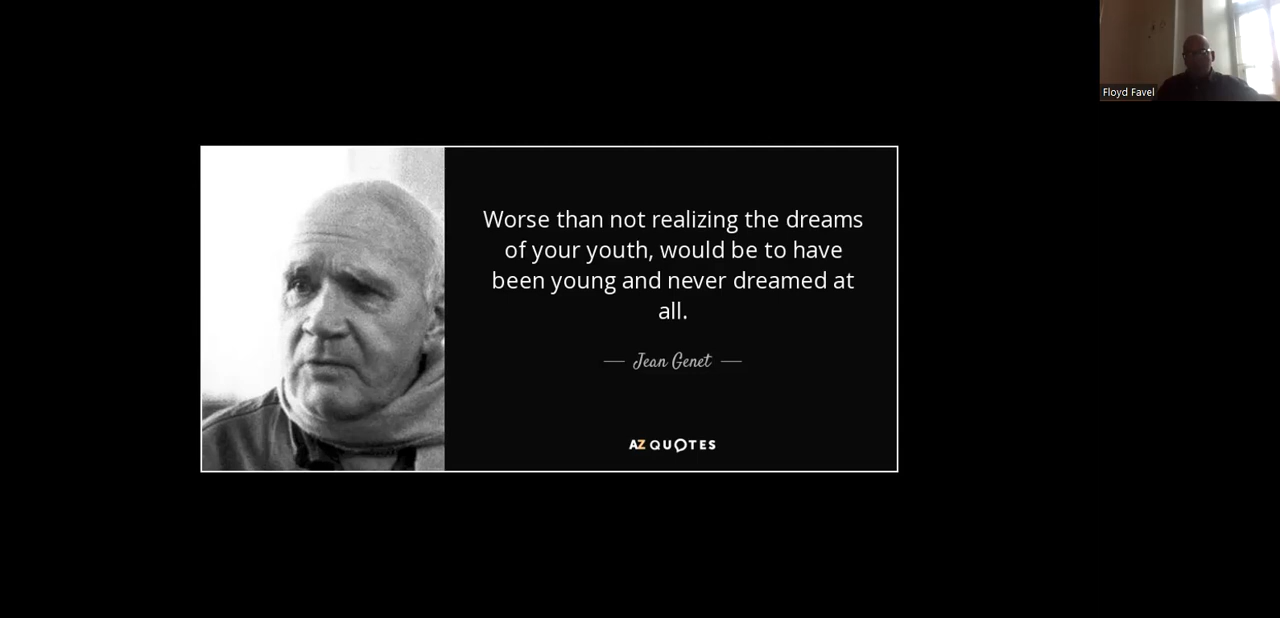 Floyd Favel
Worse than not realizing the dreams
of your youth, would be to have
been young and never dreamed at
all.
Jean Genet
AZ QUOTES